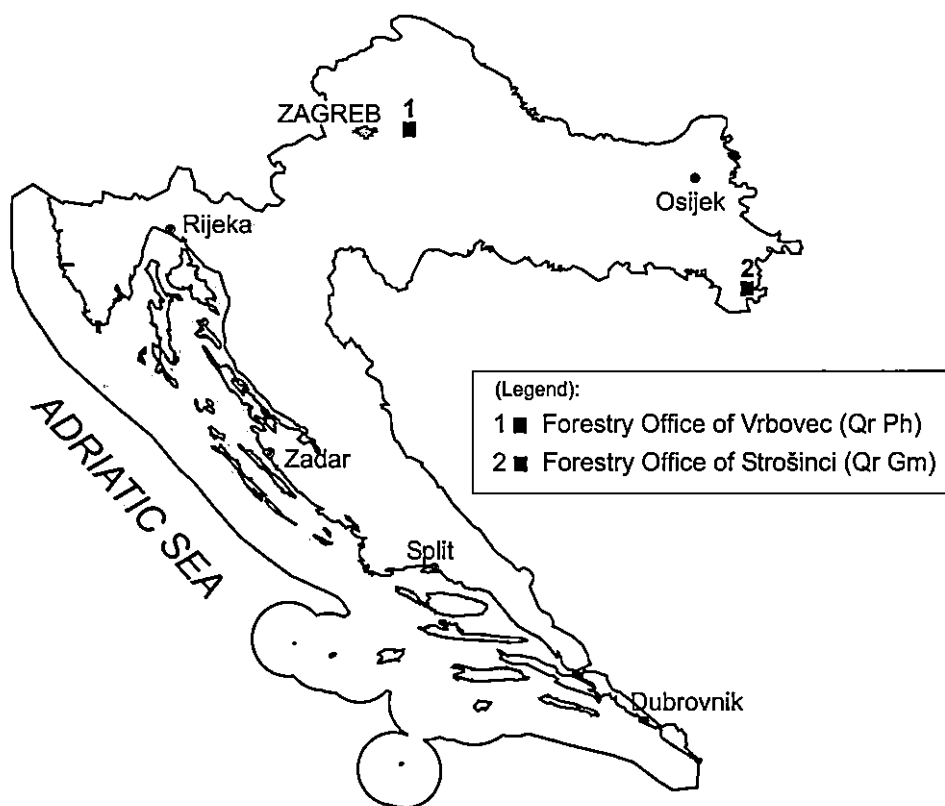 ZAGREB
1
Osijek
Rijeka
2
(Legend):
1 ■ Forestry Office of Vrbovec (Qr Ph)
2 ■ Forestry Office of Strošinci (Qr Gm)
ADRIATIC SEA
Zadar
Split
Dubrovnik